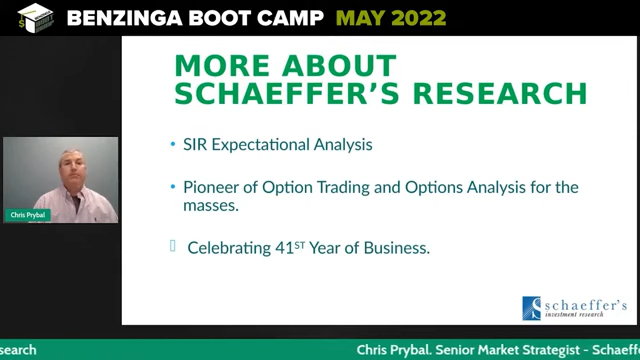 BENZINGA BOOT CAMP MAY 2022
MORE ABOUT
SCHAEFFER'S RESEARCH
• SIR Expectational Analysis
• Pioneer of Option Trading and Options Analysis for the
masses.
Celebrating 41ST Year of Business.
Chris Prybal
schaeffer's
investment research
search
Chris Prybal. Senior Market Strategist - Schaeffe